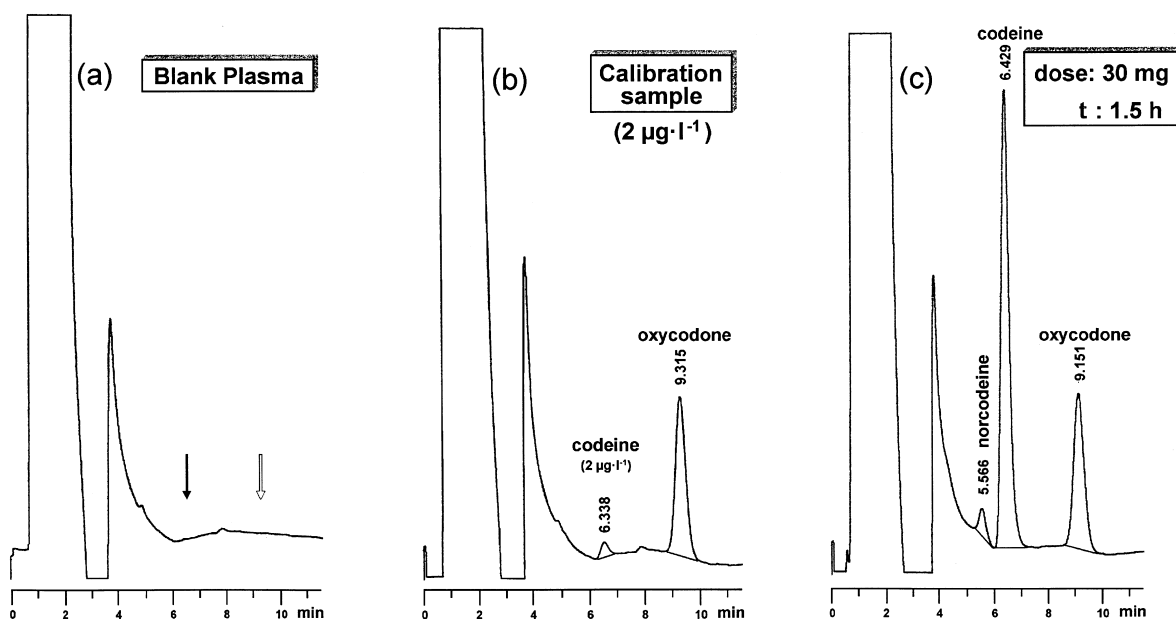 (a)
Blank Plasma
0 2 4 6 8 10 min
(b)
Calibration
sample
(2 µg·l⁻¹)
codeine
(2 µg·l⁻¹)
6.338
oxycodone
9.315
0 2 4 6 8 10 min
(c)
dose: 30 mg
t : 1.5 h
5.566 norcodeine
codeine
6.429
oxycodone
9.151
0 2 4 6 8 10 min